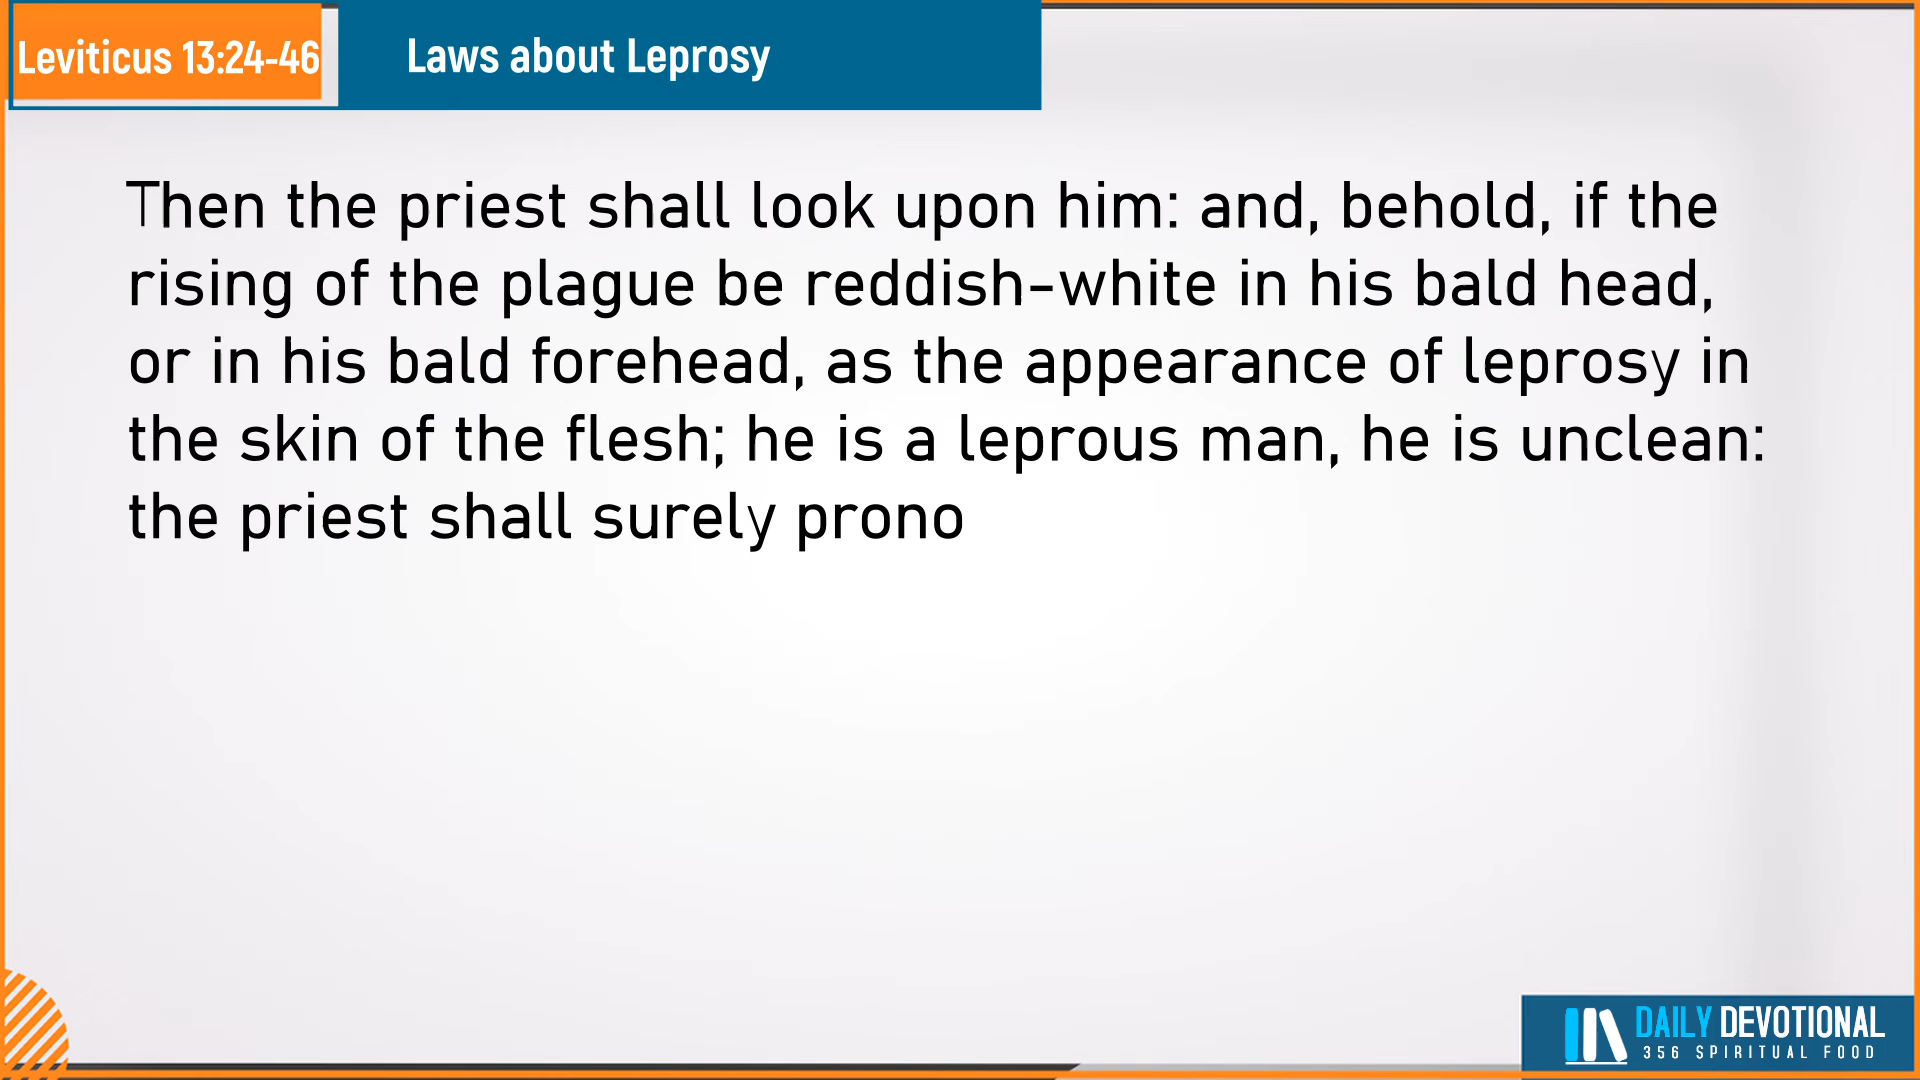 Leviticus 13:24-46
Laws about Leprosy
Then the priest shall look upon him: and, behold, if the
rising of the plague be reddish-white in his bald head,
or in his bald forehead, as the appearance of leprosy in
the skin of the flesh; he is a leprous man, he is unclean:
the priest shall surely prono
DAILY DEVOTIONAL
356 SPIRITUAL FOOD